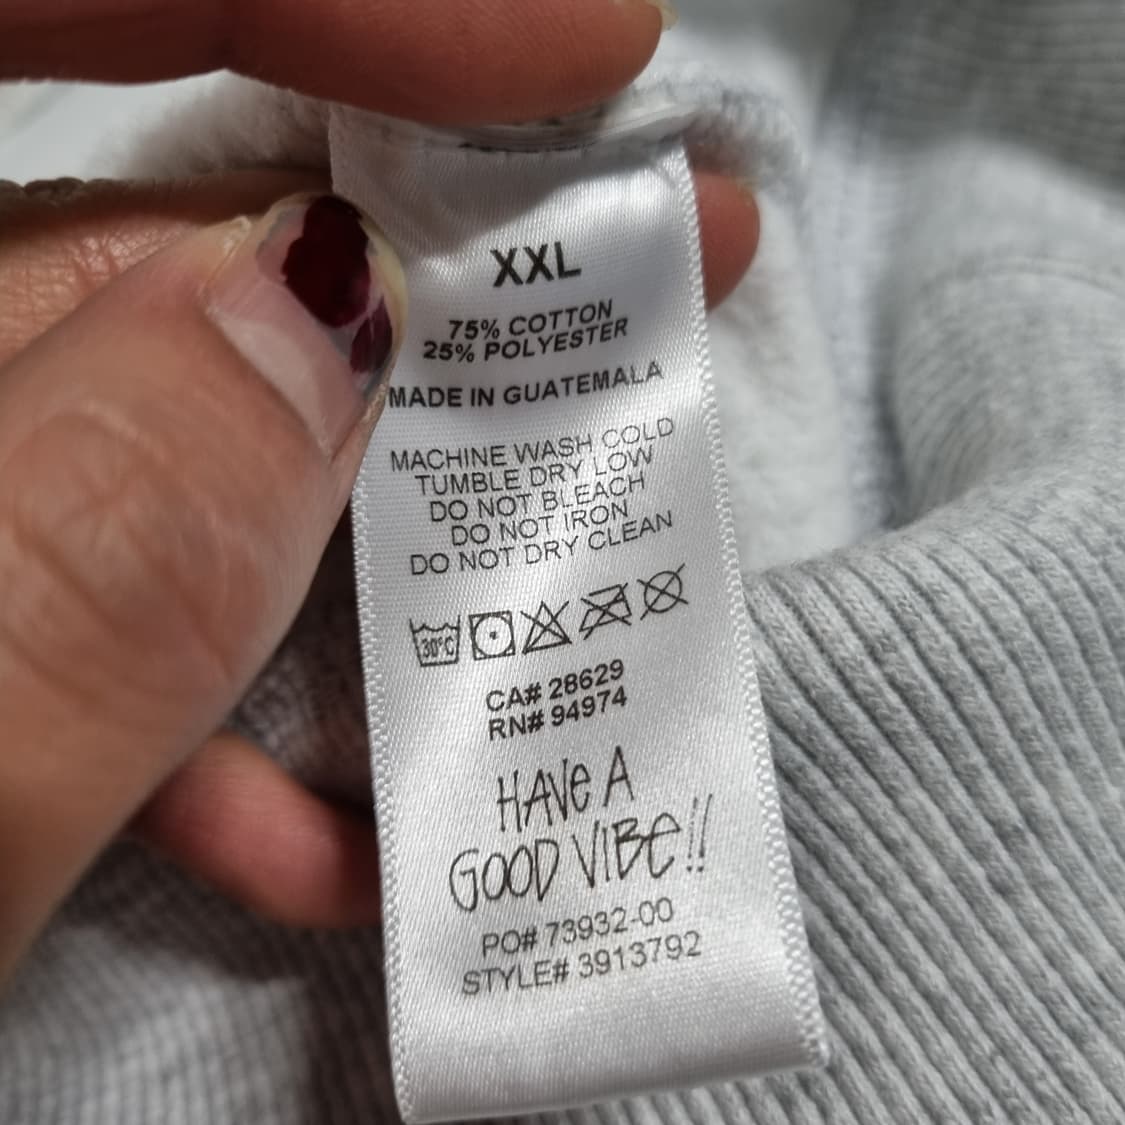 XXL
75% COTTON
25% POLYESTER
MADE IN GUATEMALA
MACHINE WASH COLD
TUMBLE DRY LOW
DO NOT BLEACH
DO NOT IRON
DO NOT DRY CLEAN
30°C
CA# 28629
RN# 94974
HAVe A
GOOD VIBe!!
PO# 73932-00
STYLE# 3913792